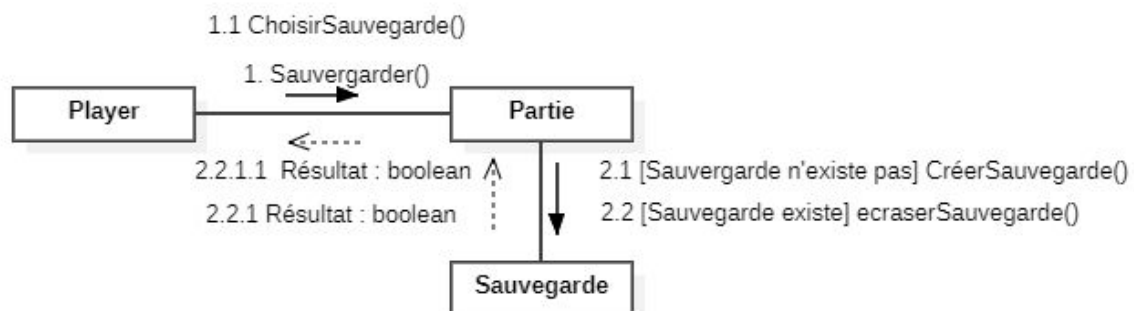 1.1 ChoisirSauvegarde()
1. Sauvergarder()
Player
Partie
2.2.1.1 Résultat : boolean
2.1 [Sauvergarde n'existe pas] CréerSauvegarde()
2.2.1 Résultat : boolean
2.2 [Sauvegarde existe] ecraserSauvegarde()
Sauvegarde